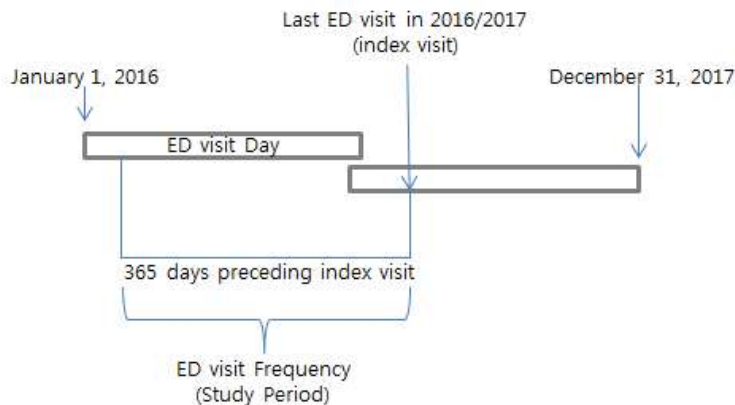 Last ED visit in 2016/2017
(index visit)
January 1, 2016
December 31, 2017
ED visit Day
365 days preceding index visit
ED visit Frequency
(Study Period)